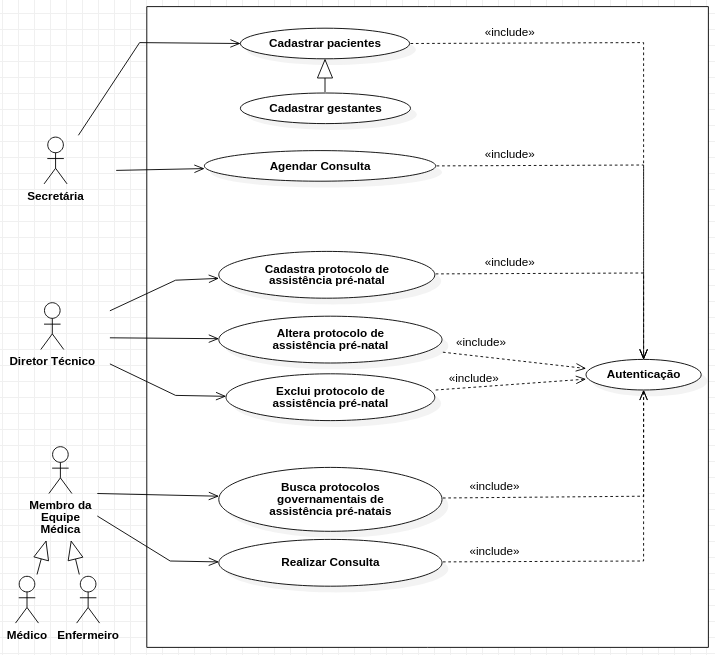 Cadastrar pacientes
«include»
Cadastrar gestantes
Agendar Consulta
«include»
Secretária
Cadastra protocolo de
assistência pré-natal
«include»
Altera protocolo de
assistência pré-natal
«include»
Diretor Técnico
Exclui protocolo de
assistência pré-natal
«include»
Autenticação
Membro da
Equipe
Médica
Busca protocolos
governamentais de
assistência pré-natais
«include»
Realizar Consulta
«include»
Médico
Enfermeiro